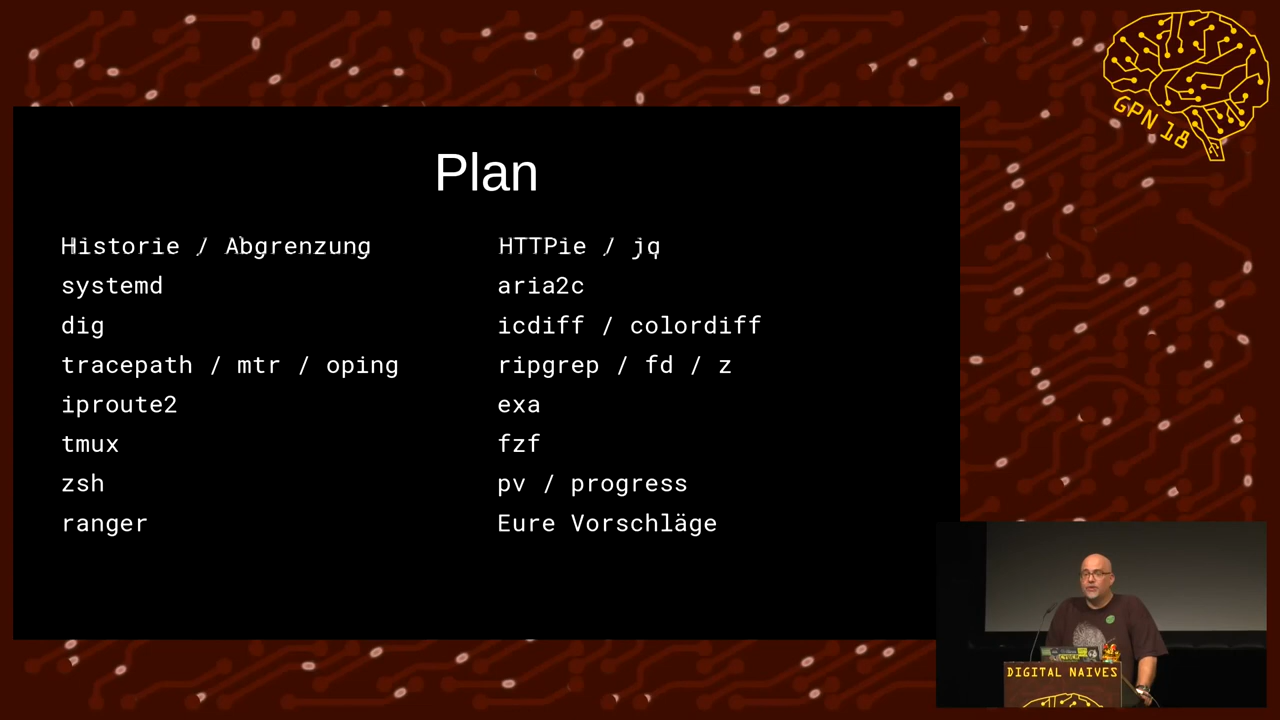 GPN 18
Plan
Historie / Abgrenzung
systemd
dig
tracepath / mtr / oping
iproute2
tmux
zsh
ranger
HTTPie / jq
aria2c
icdiff / colordiff
ripgrep / fd / z
exa
fzf
pv / progress
Eure Vorschläge
DIGITAL NAIVES